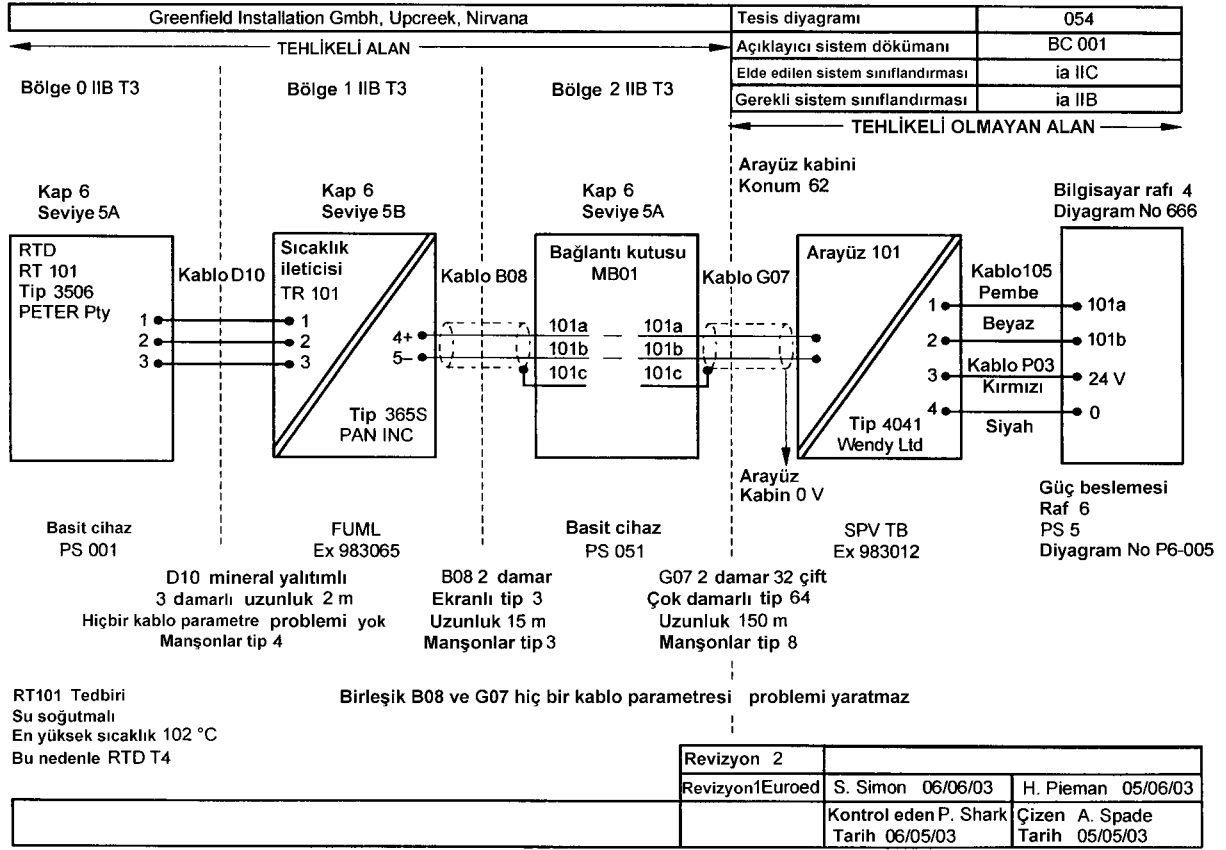 Greenfield Installation Gmbh, Upcreek, Nirvana
Tesis diyagramı 054
TEHLİKELİ ALAN
Açıklayıcı sistem dökümanı BC 001
Elde edilen sistem sınıflandırması ia IIC
Gerekli sistem sınıflandırması ia IIB
Bölge 0 IIB T3
Bölge 1 IIB T3
Bölge 2 IIB T3
TEHLİKELİ OLMAYAN ALAN
Arayüz kabini
Konum 62
Kap 6
Seviye 5A
Kap 6
Seviye 5B
Kap 6
Seviye 5A
Bilgisayar rafı 4
Diyagram No 666
RTD
RT 101
Tip 3506
PETER Pty
1
2
3
Kablo D10
Sıcaklık
ileticisi
TR 101
1
2
3
4+
5–
Tip 365S
PAN INC
Kablo B08
Bağlantı kutusu
MB01
101a 101a
101b 101b
101c 101c
Kablo G07
Arayüz
Kabin 0 V
Arayüz 101
1
2
3
4
Tip 4041
Wendy Ltd
Kablo105
Pembe
Beyaz
Kablo P03
Kırmızı
Siyah
101a
101b
24 V
0
Güç beslemesi
Raf 6
PS 5
Diyagram No P6-005
Basit cihaz
PS 001
FUML
Ex 983065
Basit cihaz
PS 051
SPV TB
Ex 983012
D10 mineral yalıtımlı
3 damarlı uzunluk 2 m
Hiçbir kablo parametre problemi yok
Manşonlar tip 4
B08 2 damar
Ekranlı tip 3
Uzunluk 15 m
Manşonlar tip 3
G07 2 damar 32 çift
Çok damarlı tip 64
Uzunluk 150 m
Manşonlar tip 8
RT101 Tedbiri
Su soğutmalı
En yüksek sıcaklık 102 °C
Bu nedenle RTD T4
Birleşik B08 ve G07 hiç bir kablo parametresi problemi yaratmaz
Revizyon 2
Revizyon1Euroed S. Simon 06/06/03 H. Pieman 05/06/03
Kontrol eden P. Shark Çizen A. Spade
Tarih 06/05/03 Tarih 05/05/03